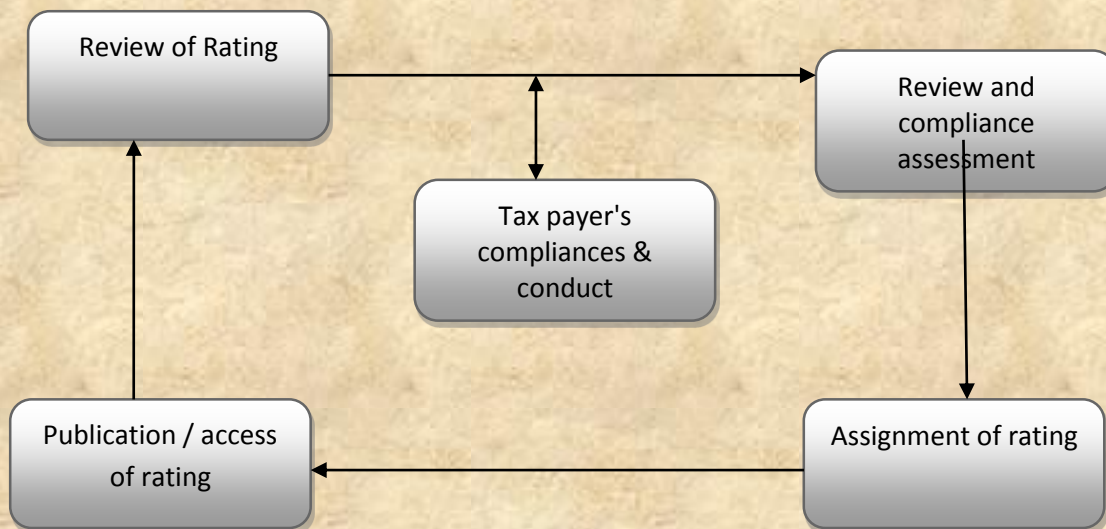 Review of Rating
Review and
compliance
assessment
Tax payer's
compliances &
conduct
Publication / access
of rating
Assignment of rating